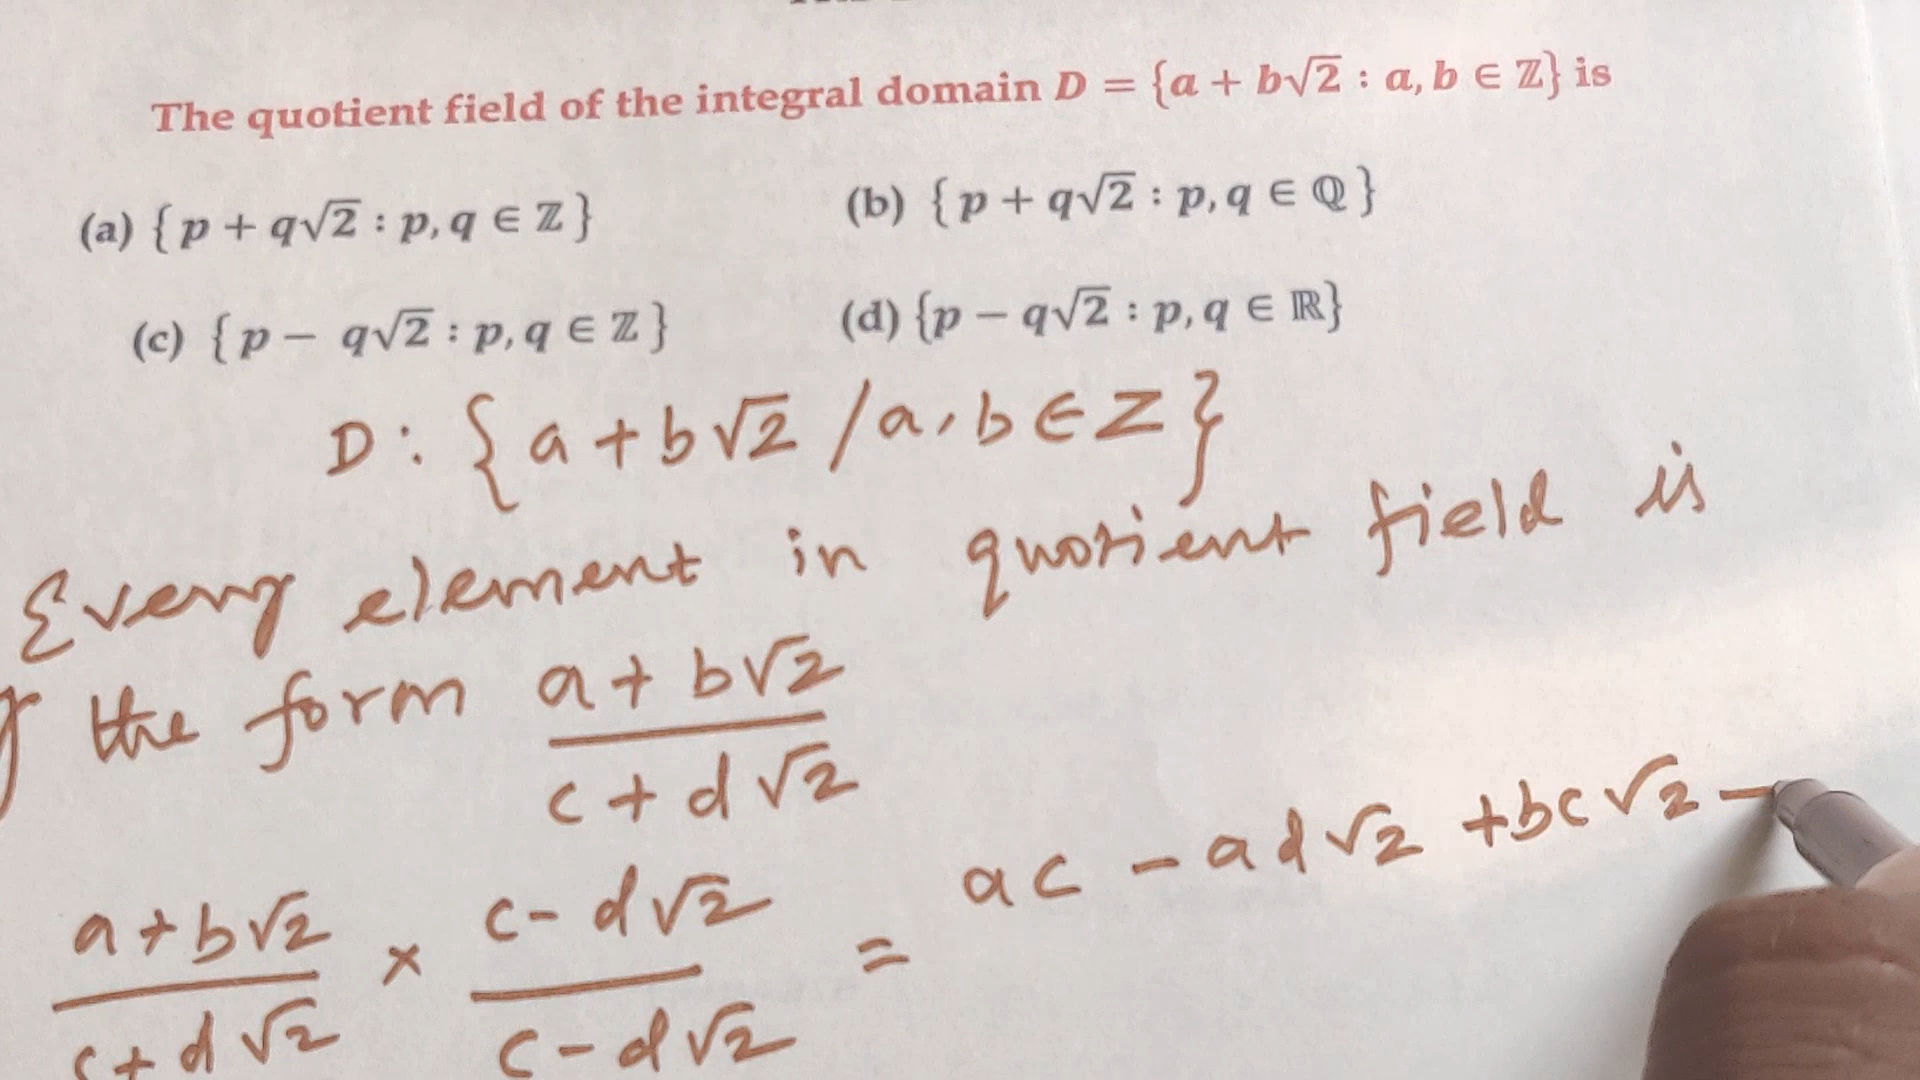 The quotient field of the integral domain D = {a + b√2 : a, b ∈ ℤ} is
(a) { p + q√2 : p, q ∈ ℤ } (b) { p + q√2 : p, q ∈ ℚ }
(c) { p − q√2 : p, q ∈ ℤ } (d) {p − q√2 : p, q ∈ ℝ}
D : { a + b√2 / a, b ∈ Z }
Every element in quotient field is
the form a + b√2
c + d√2
a + b√2 × c - d√2 = ac - ad√2 + bc√2 -
c + d√2 c - d√2